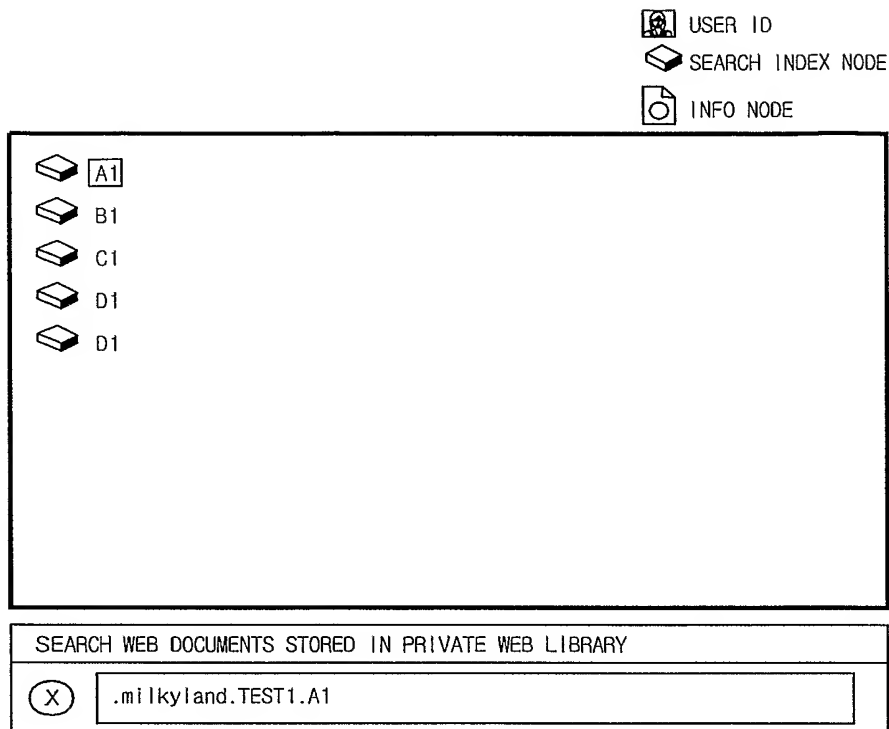 USER ID
SEARCH INDEX NODE
INFO NODE
A1
B1
C1
D1
D1
SEARCH WEB DOCUMENTS STORED IN PRIVATE WEB LIBRARY
X
.milkyland.TEST1.A1